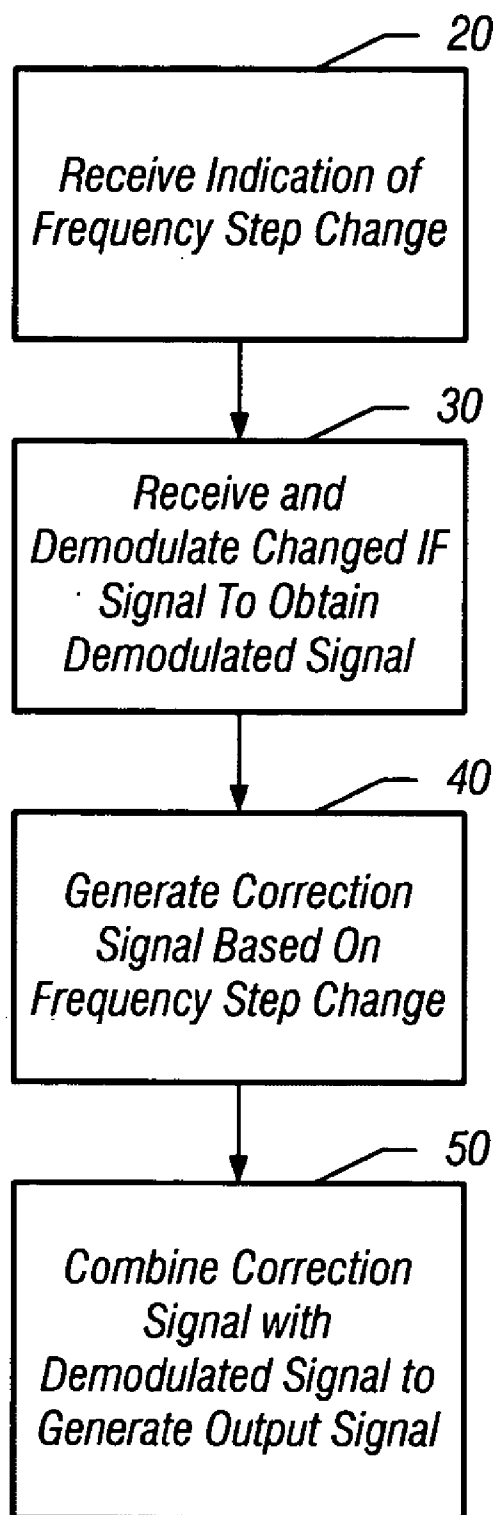 20
Receive Indication of
Frequency Step Change
30
Receive and
Demodulate Changed IF
Signal To Obtain
Demodulated Signal
40
Generate Correction
Signal Based On
Frequency Step Change
50
Combine Correction
Signal with
Demodulated Signal to
Generate Output Signal